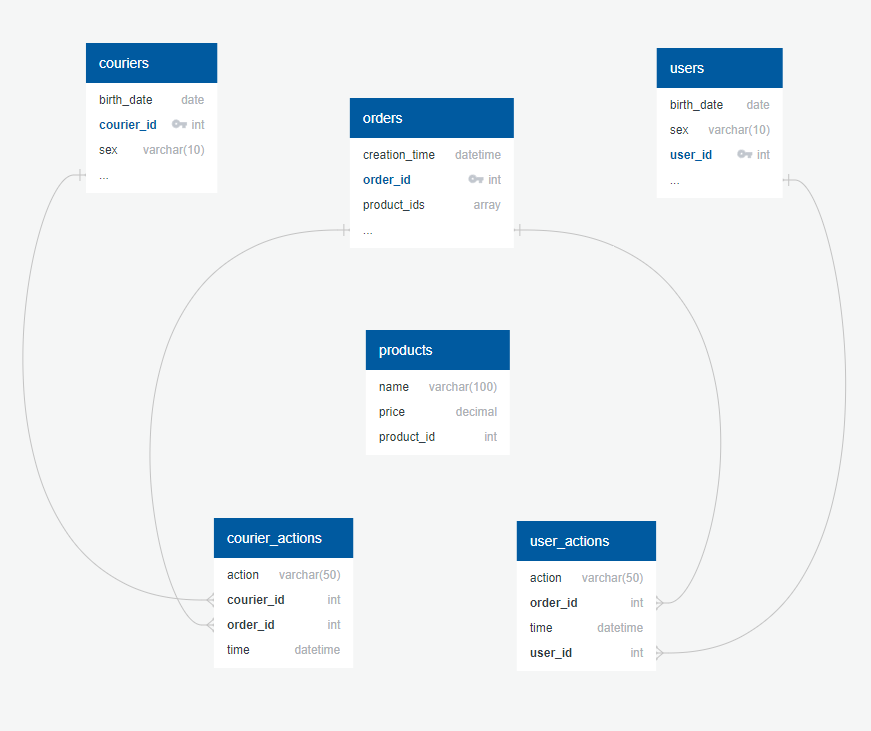 couriers
birth_date date
courier_id int
sex varchar(10)
...
orders
creation_time datetime
order_id int
product_ids array
...
users
birth_date date
sex varchar(10)
user_id int
...
products
name varchar(100)
price decimal
product_id int
courier_actions
action varchar(50)
courier_id int
order_id int
time datetime
user_actions
action varchar(50)
order_id int
time datetime
user_id int